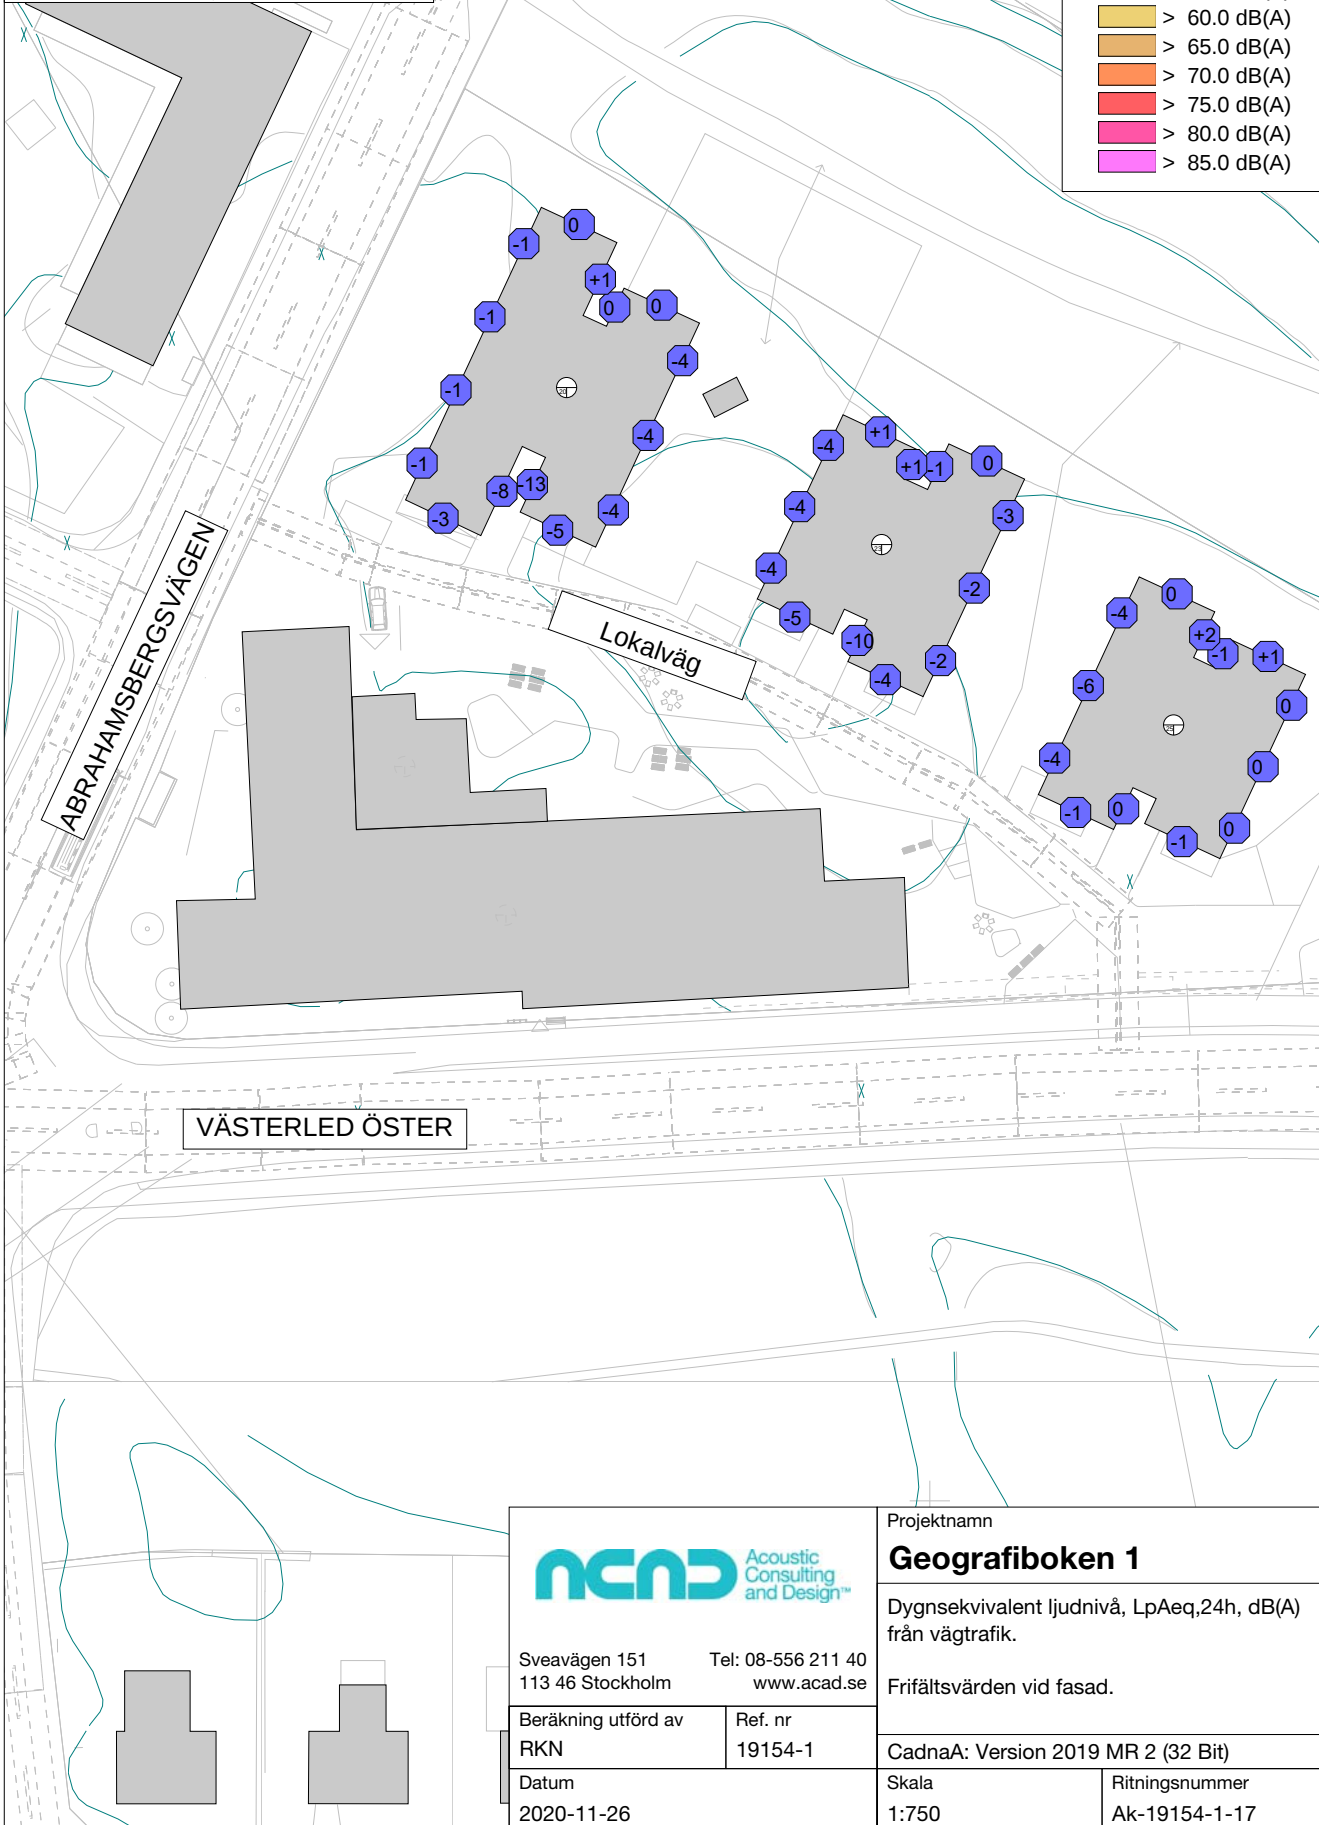 > 60.0 dB(A)
> 65.0 dB(A)
> 70.0 dB(A)
> 75.0 dB(A)
> 80.0 dB(A)
> 85.0 dB(A)
0
-1
+1
0
0
-1
-4
-1
-4
-1
-8
-13
-4
-3
-5
20
+1
-4
+1
-1
0
-4
-3
-4
-2
-5
-10
-2
-4
23
0
-4
+2
-1
+1
-6
0
-4
0
-1
0
0
-1
25
ABRAHAMSBERGSVÄGEN
Lokalväg
VÄSTERLED ÖSTER
ACAD
Acoustic
Consulting
and Design™
Sveavägen 151
113 46 Stockholm
Tel: 08-556 211 40
www.acad.se
Beräkning utförd av
RKN
Ref. nr
19154-1
Datum
2020-11-26
Projektnamn
Geografiboken 1
Dygnsekvivalent ljudnivå, LpAeq,24h, dB(A)
från vägtrafik.
Frifältsvärden vid fasad.
CadnaA: Version 2019 MR 2 (32 Bit)
Skala
1:750
Ritningsnummer
Ak-19154-1-17